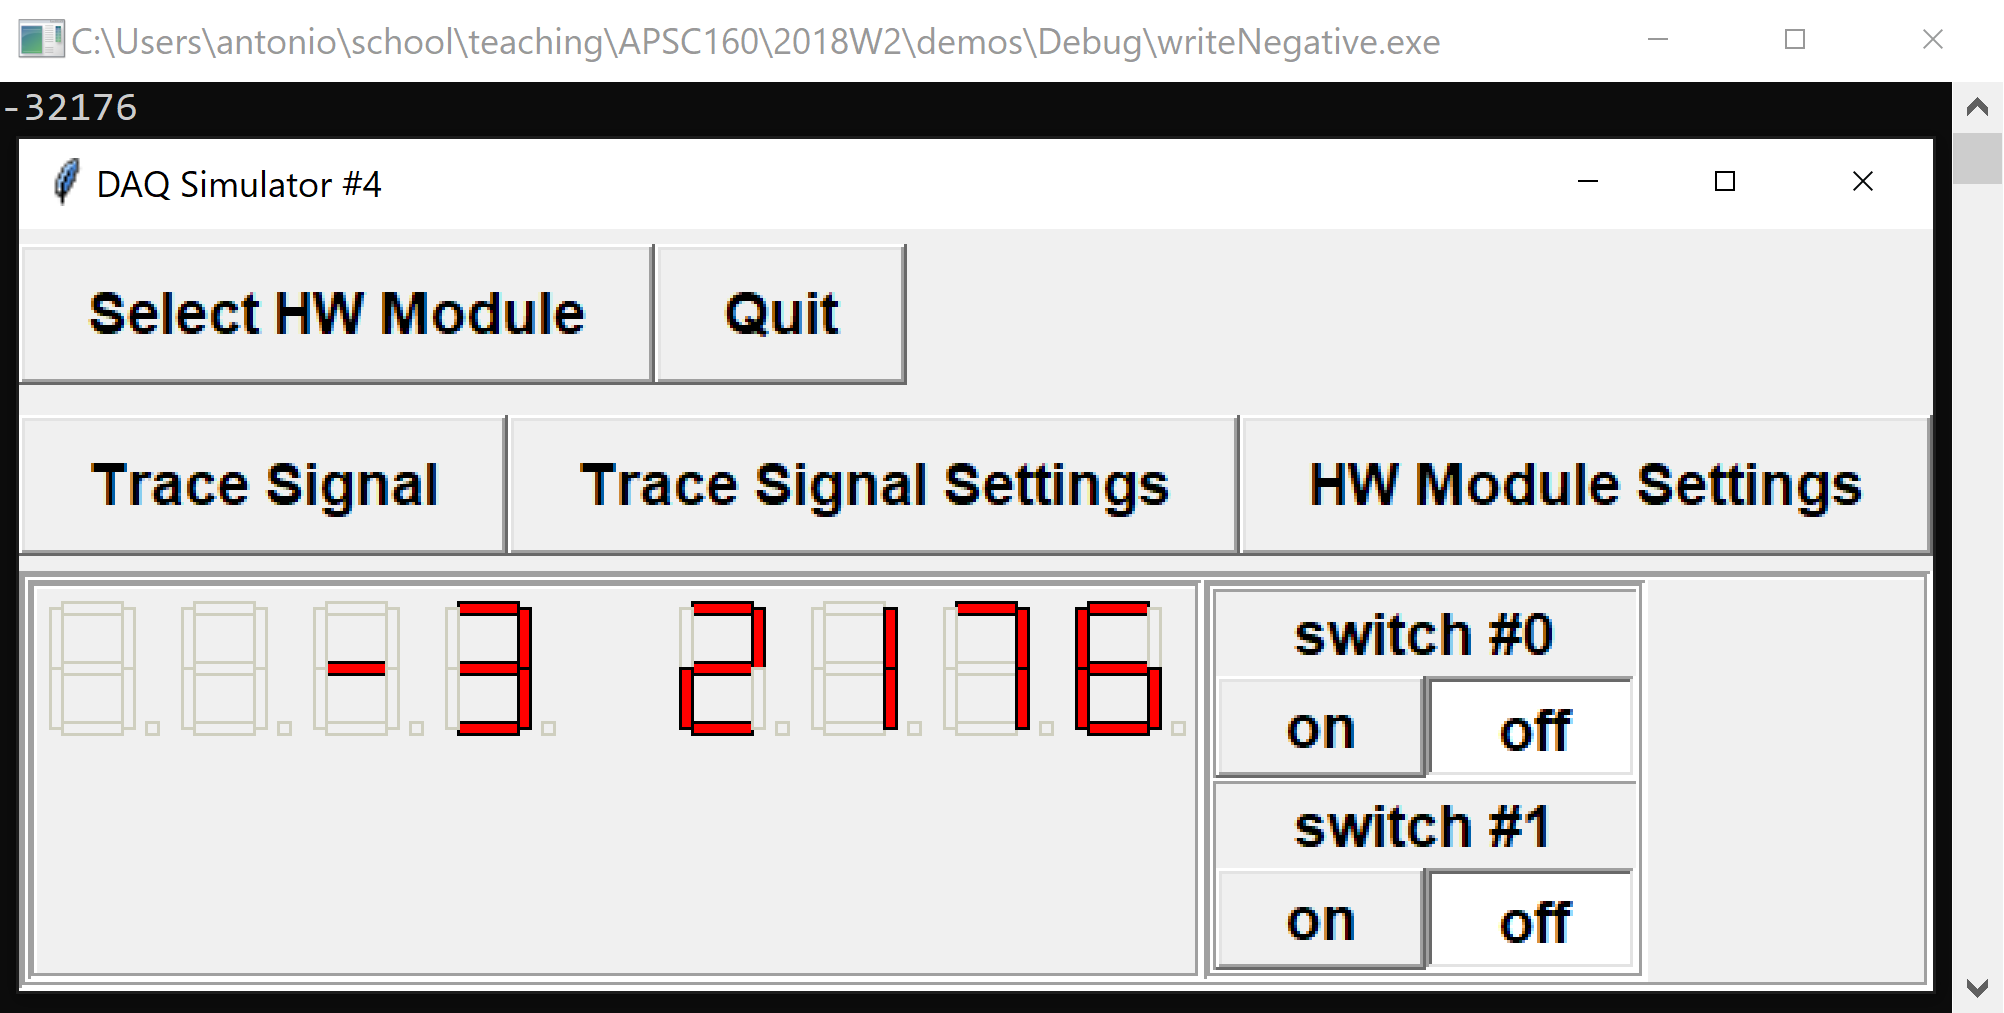 C:\Users\antonio\school\teaching\APSC160\2018W2\demos\Debug\writeNegative.exe
-32176
DAQ Simulator #4
Select HW Module Quit
Trace Signal Trace Signal Settings HW Module Settings
-3 2176
switch #0
on off
switch #1
on off